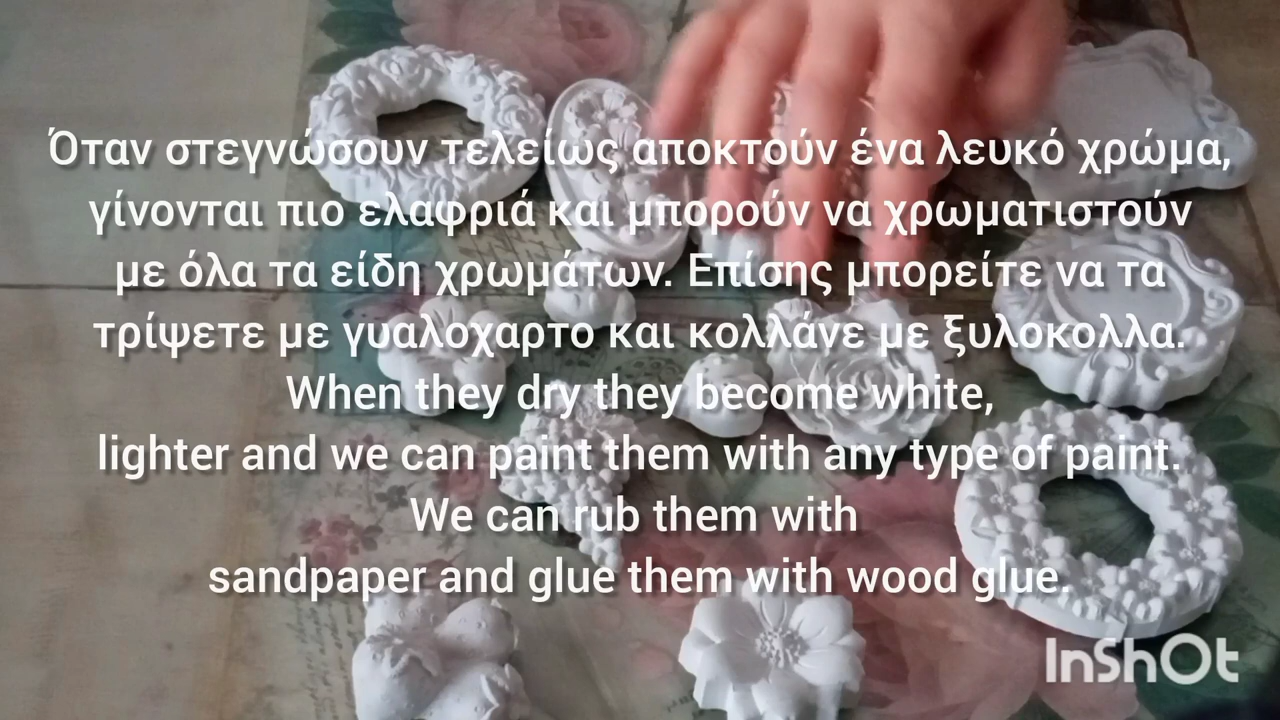 Όταν στεγνώσουν τελείως αποκτούν ένα λευκό χρώμα,
γίνονται πιο ελαφριά και μπορούν να χρωματιστούν
με όλα τα είδη χρωμάτων. Επίσης μπορείτε να τα
τρίψετε με γυαλοχαρτο και κολλάνε με ξυλοκολλα.
When they dry they become white,
lighter and we can paint them with any type of paint.
We can rub them with
sandpaper and glue them with wood glue.
InShOt